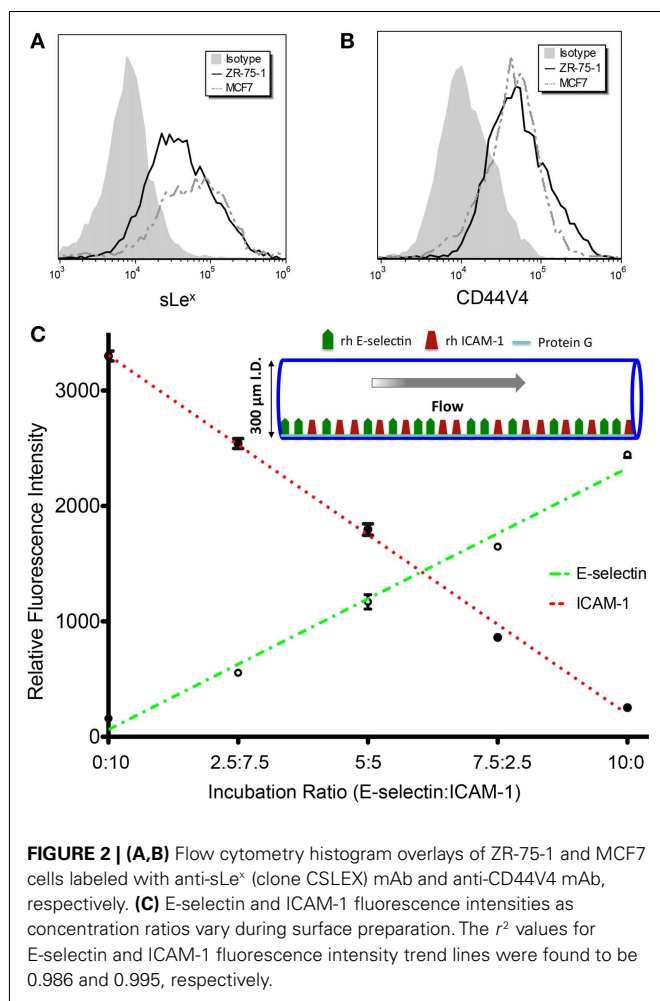 A
Isotype
ZR-75-1
MCF7
10³ 10⁴ 10⁵ 10⁶
sLeˣ
B
Isotype
ZR-75-1
MCF7
10³ 10⁴ 10⁵ 10⁶
CD44V4
C
rh E-selectin rh ICAM-1 Protein G
300 µm I.D.
Flow
Relative Fluorescence Intensity
3000
2000
1000
0
E-selectin
ICAM-1
0:10 2.5:7.5 5:5 7.5:2.5 10:0
Incubation Ratio (E-selectin:ICAM-1)
FIGURE 2 | (A,B) Flow cytometry histogram overlays of ZR-75-1 and MCF7
cells labeled with anti-sLeˣ (clone CSLEX) mAb and anti-CD44V4 mAb,
respectively. (C) E-selectin and ICAM-1 fluorescence intensities as
concentration ratios vary during surface preparation. The r² values for
E-selectin and ICAM-1 fluorescence intensity trend lines were found to be
0.986 and 0.995, respectively.